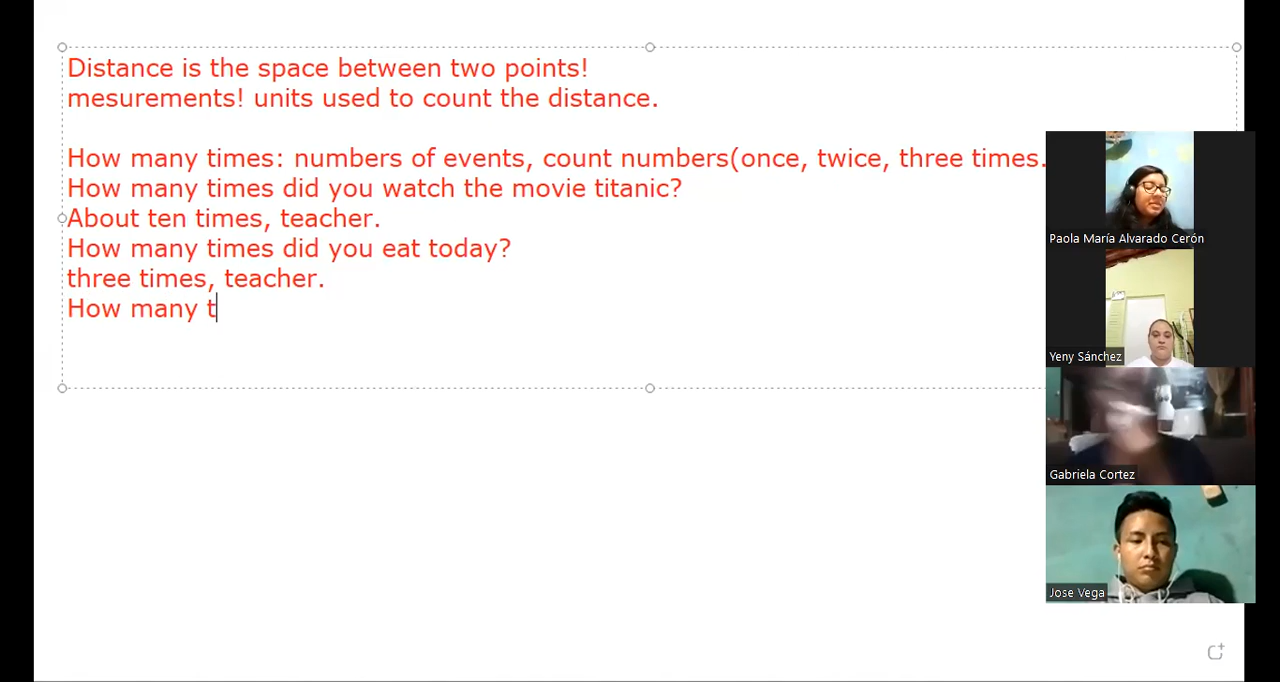 Distance is the space between two points!
mesurements! units used to count the distance.
How many times: numbers of events, count numbers(once, twice, three times.
How many times did you watch the movie titanic?
About ten times, teacher.
How many times did you eat today?
three times, teacher.
How many t
Paola María Alvarado Cerón
Yeny Sánchez
Gabriela Cortez
Jose Vega